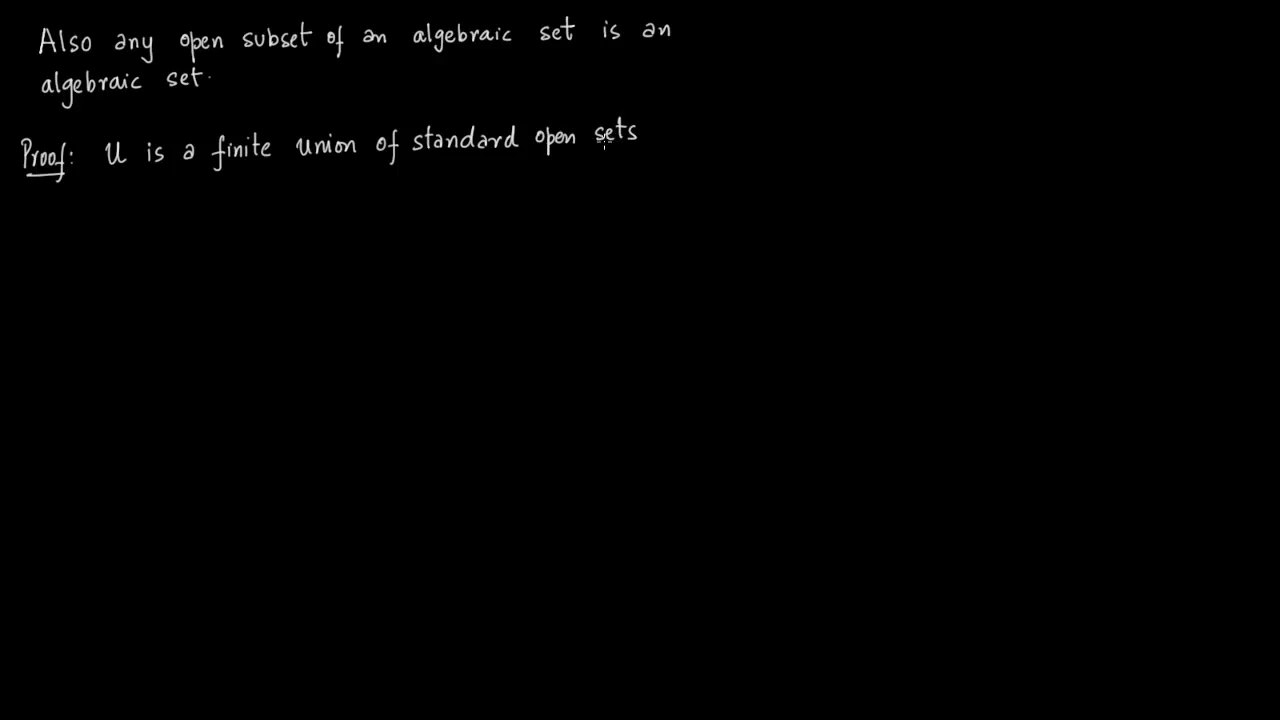 Also any open subset of an algebraic set is an
algebraic set.
Proof: U is a finite union of standard open sets